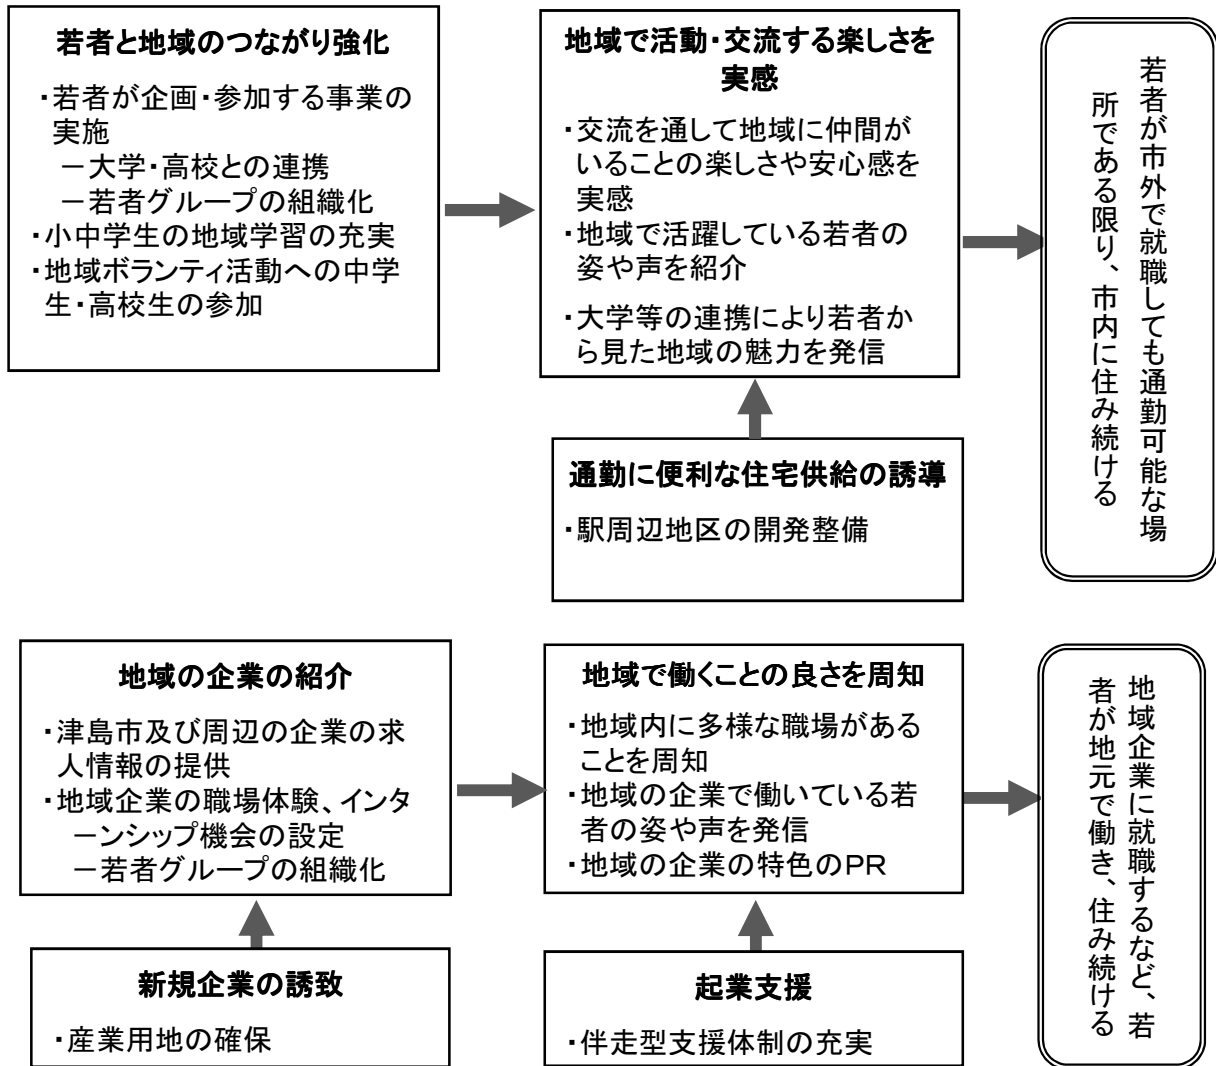 若者と地域のつながり強化
・若者が企画・参加する事業の
実施
－大学・高校との連携
－若者グループの組織化
・小中学生の地域学習の充実
・地域ボランティ活動への中学
生・高校生の参加
地域で活動・交流する楽しさを
実感
・交流を通して地域に仲間が
いることの楽しさや安心感を
実感
・地域で活躍している若者の
姿や声を紹介
・大学等の連携により若者か
ら見た地域の魅力を発信
通勤に便利な住宅供給の誘導
・駅周辺地区の開発整備
若者が市外で就職しても通勤可能な場
所である限り、市内に住み続ける
地域の企業の紹介
・津島市及び周辺の企業の求
人情報の提供
・地域企業の職場体験、インタ
ーンシップ機会の設定
－若者グループの組織化
地域で働くことの良さを周知
・地域内に多様な職場がある
ことを周知
・地域の企業で働いている若
者の姿や声を発信
・地域の企業の特色のPR
新規企業の誘致
・産業用地の確保
起業支援
・伴走型支援体制の充実
地域企業に就職するなど、若
者が地元で働き、住み続ける